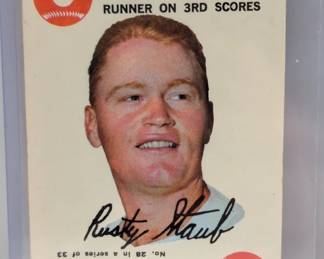 RUNNER ON 3RD SCORES
Rusty Staub
No. 28 in a series of 33